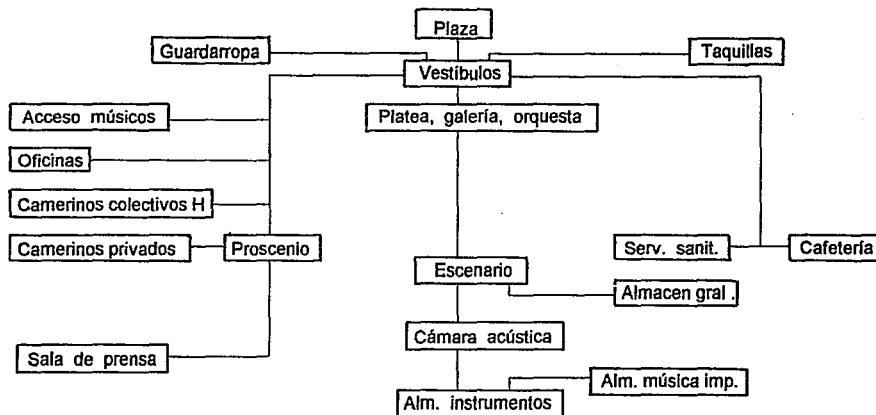 Plaza
Guardarropa
Taquillas
Vestíbulos
Acceso músicos
Platea, galería, orquesta
Oficinas
Camerinos colectivos H
Camerinos privados
Proscenio
Serv. sanit.
Cafetería
Escenario
Almacen gral .
Cámara acústica
Sala de prensa
Alm. música imp.
Alm. instrumentos